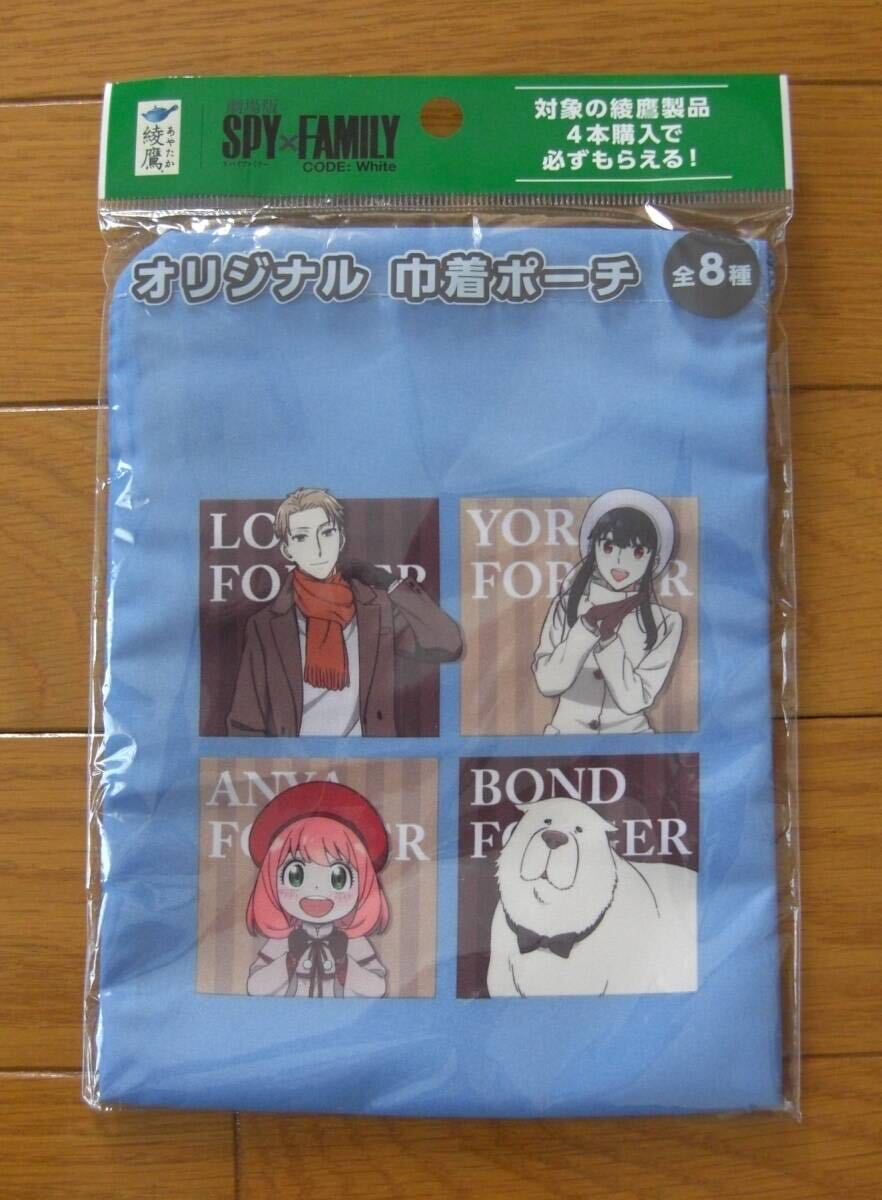 綾鷹
あやたか
劇場版
SPY×FAMILY
スパイファミリー
CODE: White
対象の綾鷹製品
4本購入で
必ずもらえる!
オリジナル 巾着ポーチ
全8種
LO
FO ER
YOR
FOR ER
ANYA
FO R
BOND
FO GER